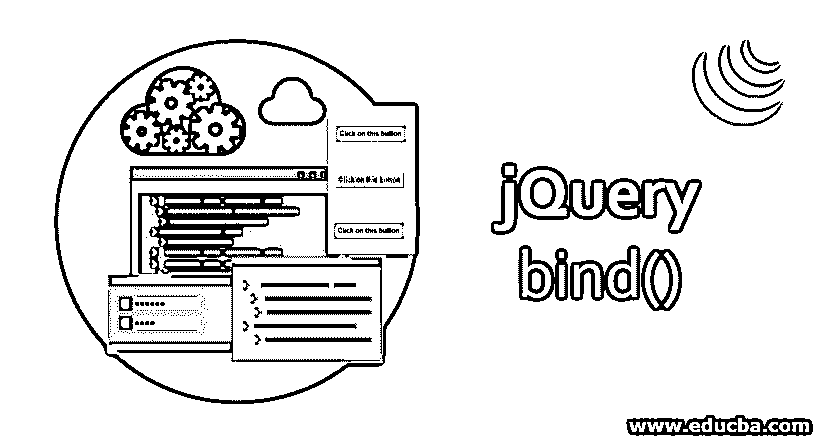 Click on this button
Click on this button
Click on this button
jQuery
bind()
www.educba.com